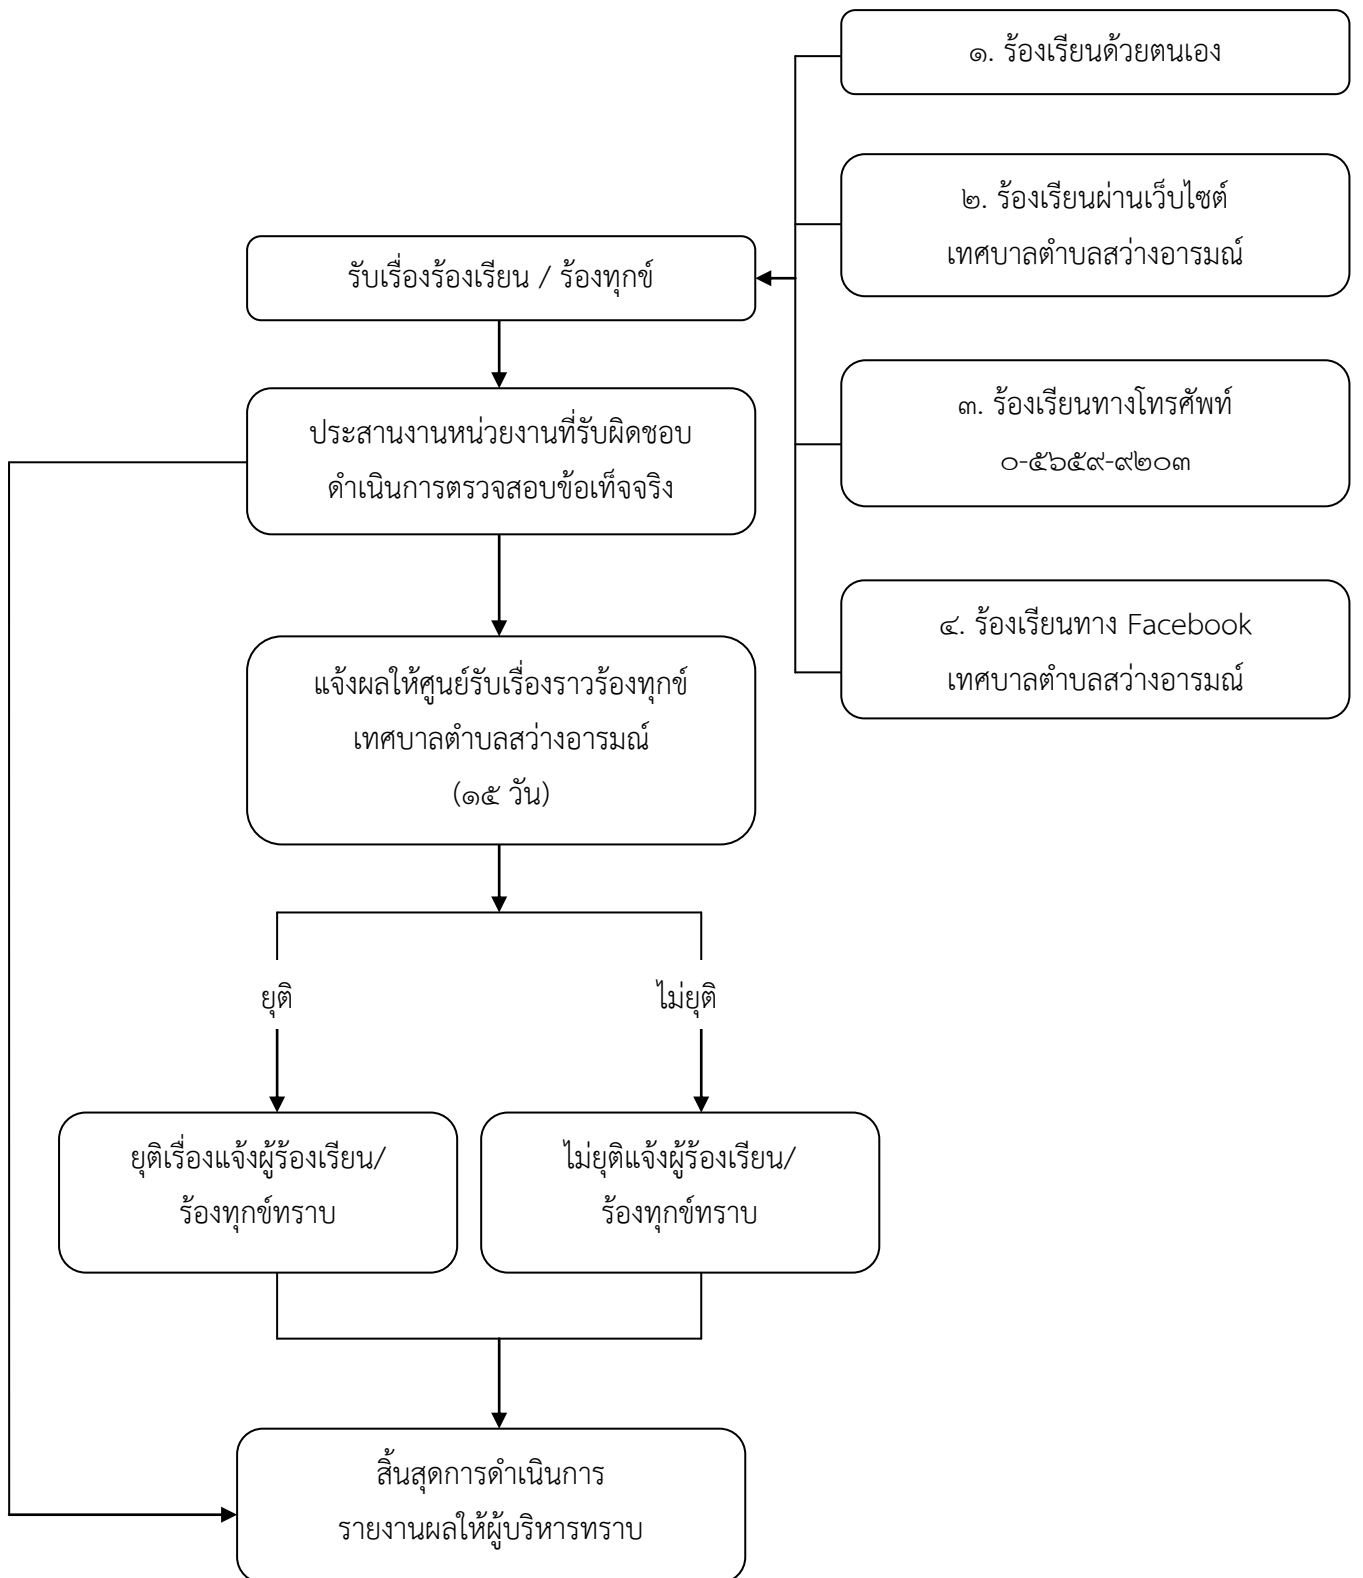 ๑. ร้องเรียนด้วยตนเอง
๒. ร้องเรียนผ่านเว็บไซต์
เทศบาลตำบลสว่างอารมณ์
รับเรื่องร้องเรียน / ร้องทุกข์
๓. ร้องเรียนทางโทรศัพท์
๐-๕๖๕๙-๙๒๐๓
ประสานงานหน่วยงานที่รับผิดชอบ
ดำเนินการตรวจสอบข้อเท็จจริง
๔. ร้องเรียนทาง Facebook
เทศบาลตำบลสว่างอารมณ์
แจ้งผลให้ศูนย์รับเรื่องราวร้องทุกข์
เทศบาลตำบลสว่างอารมณ์
(๑๕ วัน)
ยุติ
ไม่ยุติ
ยุติเรื่องแจ้งผู้ร้องเรียน/
ร้องทุกข์ทราบ
ไม่ยุติแจ้งผู้ร้องเรียน/
ร้องทุกข์ทราบ
สิ้นสุดการดำเนินการ
รายงานผลให้ผู้บริหารทราบ